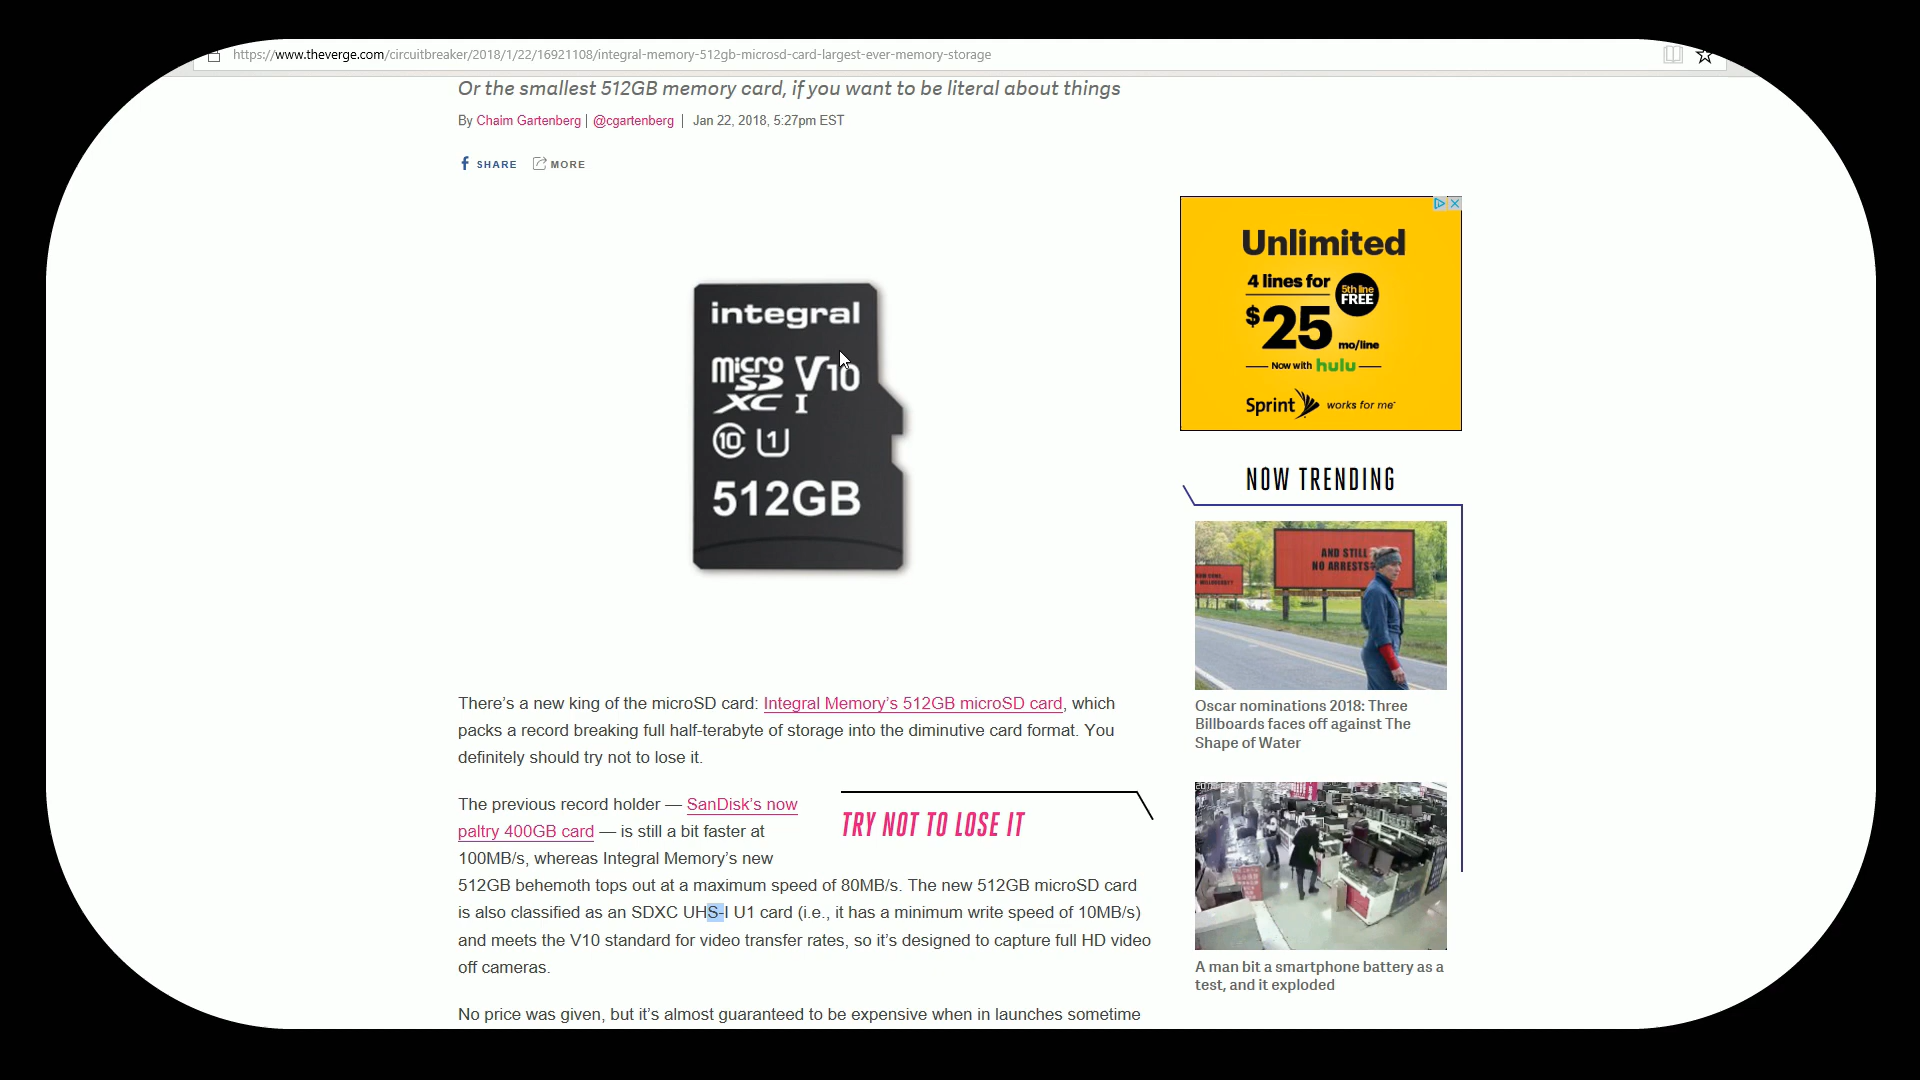 https://www.theverge.com/circuitbreaker/2018/1/22/16921108/integral-memory-512gb-microsd-card-largest-ever-memory-storage
Or the smallest 512GB memory card, if you want to be literal about things
By Chaim Gartenberg | @cgartenberg | Jan 22, 2018, 5:27pm EST
SHARE MORE
integral
micro SD XC I V10
10 U1
512GB
Unlimited
4 lines for
5th line FREE
$25 mo/line
Now with hulu
Sprint works for me
NOW TRENDING
AND STILL
NO ARRESTS?
Oscar nominations 2018: Three
Billboards faces off against The
Shape of Water
A man bit a smartphone battery as a
test, and it exploded
There's a new king of the microSD card: Integral Memory's 512GB microSD card, which
packs a record breaking full half-terabyte of storage into the diminutive card format. You
definitely should try not to lose it.
The previous record holder — SanDisk's now
paltry 400GB card — is still a bit faster at
100MB/s, whereas Integral Memory's new
TRY NOT TO LOSE IT
512GB behemoth tops out at a maximum speed of 80MB/s. The new 512GB microSD card
is also classified as an SDXC UHS-I U1 card (i.e., it has a minimum write speed of 10MB/s)
and meets the V10 standard for video transfer rates, so it's designed to capture full HD video
off cameras.
No price was given, but it's almost guaranteed to be expensive when in launches sometime